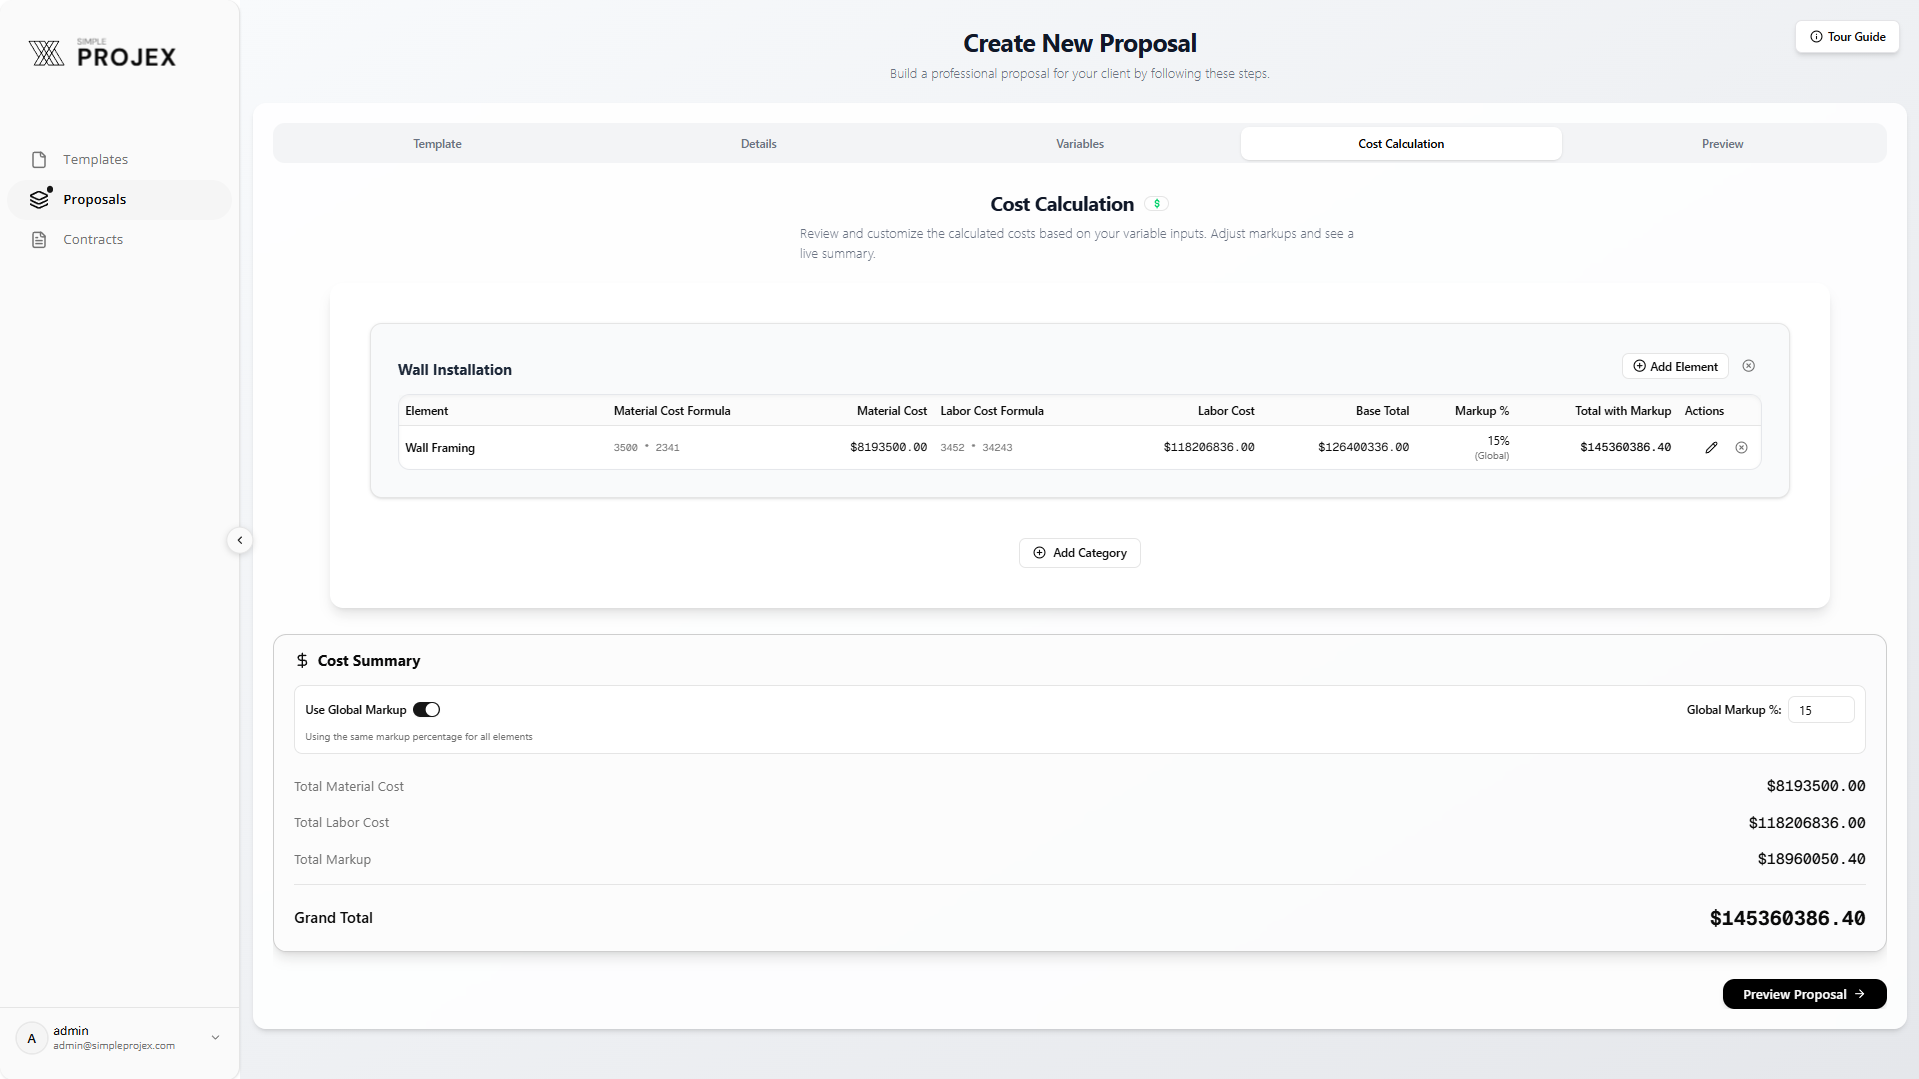 SIMPLE
PROJEX
Templates
Proposals
Contracts
A
admin
admin@simpleprojex.com
Create New Proposal
Build a professional proposal for your client by following these steps.
Tour Guide
Template
Details
Variables
Cost Calculation
Preview
Cost Calculation
$
Review and customize the calculated costs based on your variable inputs. Adjust markups and see a
live summary.
Wall Installation
Add Element
Element Material Cost Formula Material Cost Labor Cost Formula Labor Cost Base Total Markup % Total with Markup Actions
Wall Framing 3500 * 2341 $8193500.00 3452 * 34243 $118206836.00 $126400336.00 15% $145360386.40
(Global)
Add Category
$ Cost Summary
Use Global Markup
Global Markup %: 15
Using the same markup percentage for all elements
Total Material Cost $8193500.00
Total Labor Cost $118206836.00
Total Markup $18960050.40
Grand Total $145360386.40
Preview Proposal →